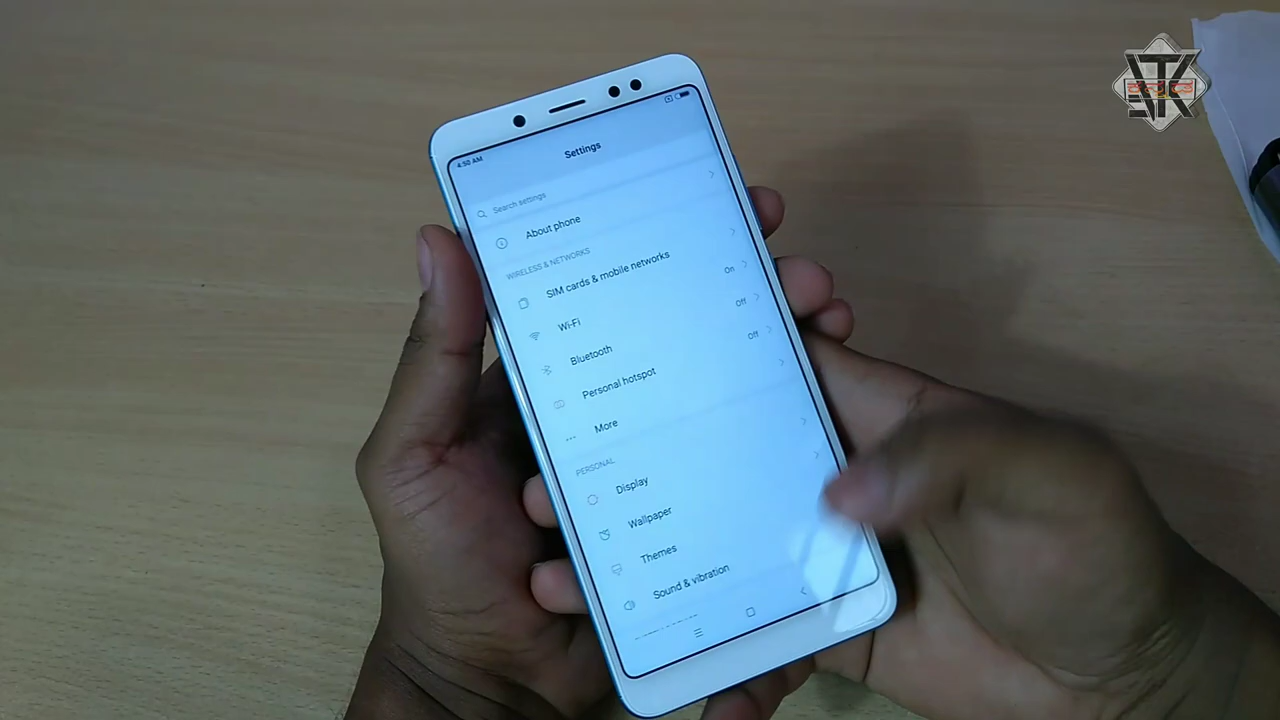 4:50 AM
Settings
Search settings
About phone
WIRELESS & NETWORKS
SIM cards & mobile networks
On
Wi-Fi
Off
Bluetooth
Off
Personal hotspot
More
PERSONAL
Display
Wallpaper
Themes
Sound & vibration